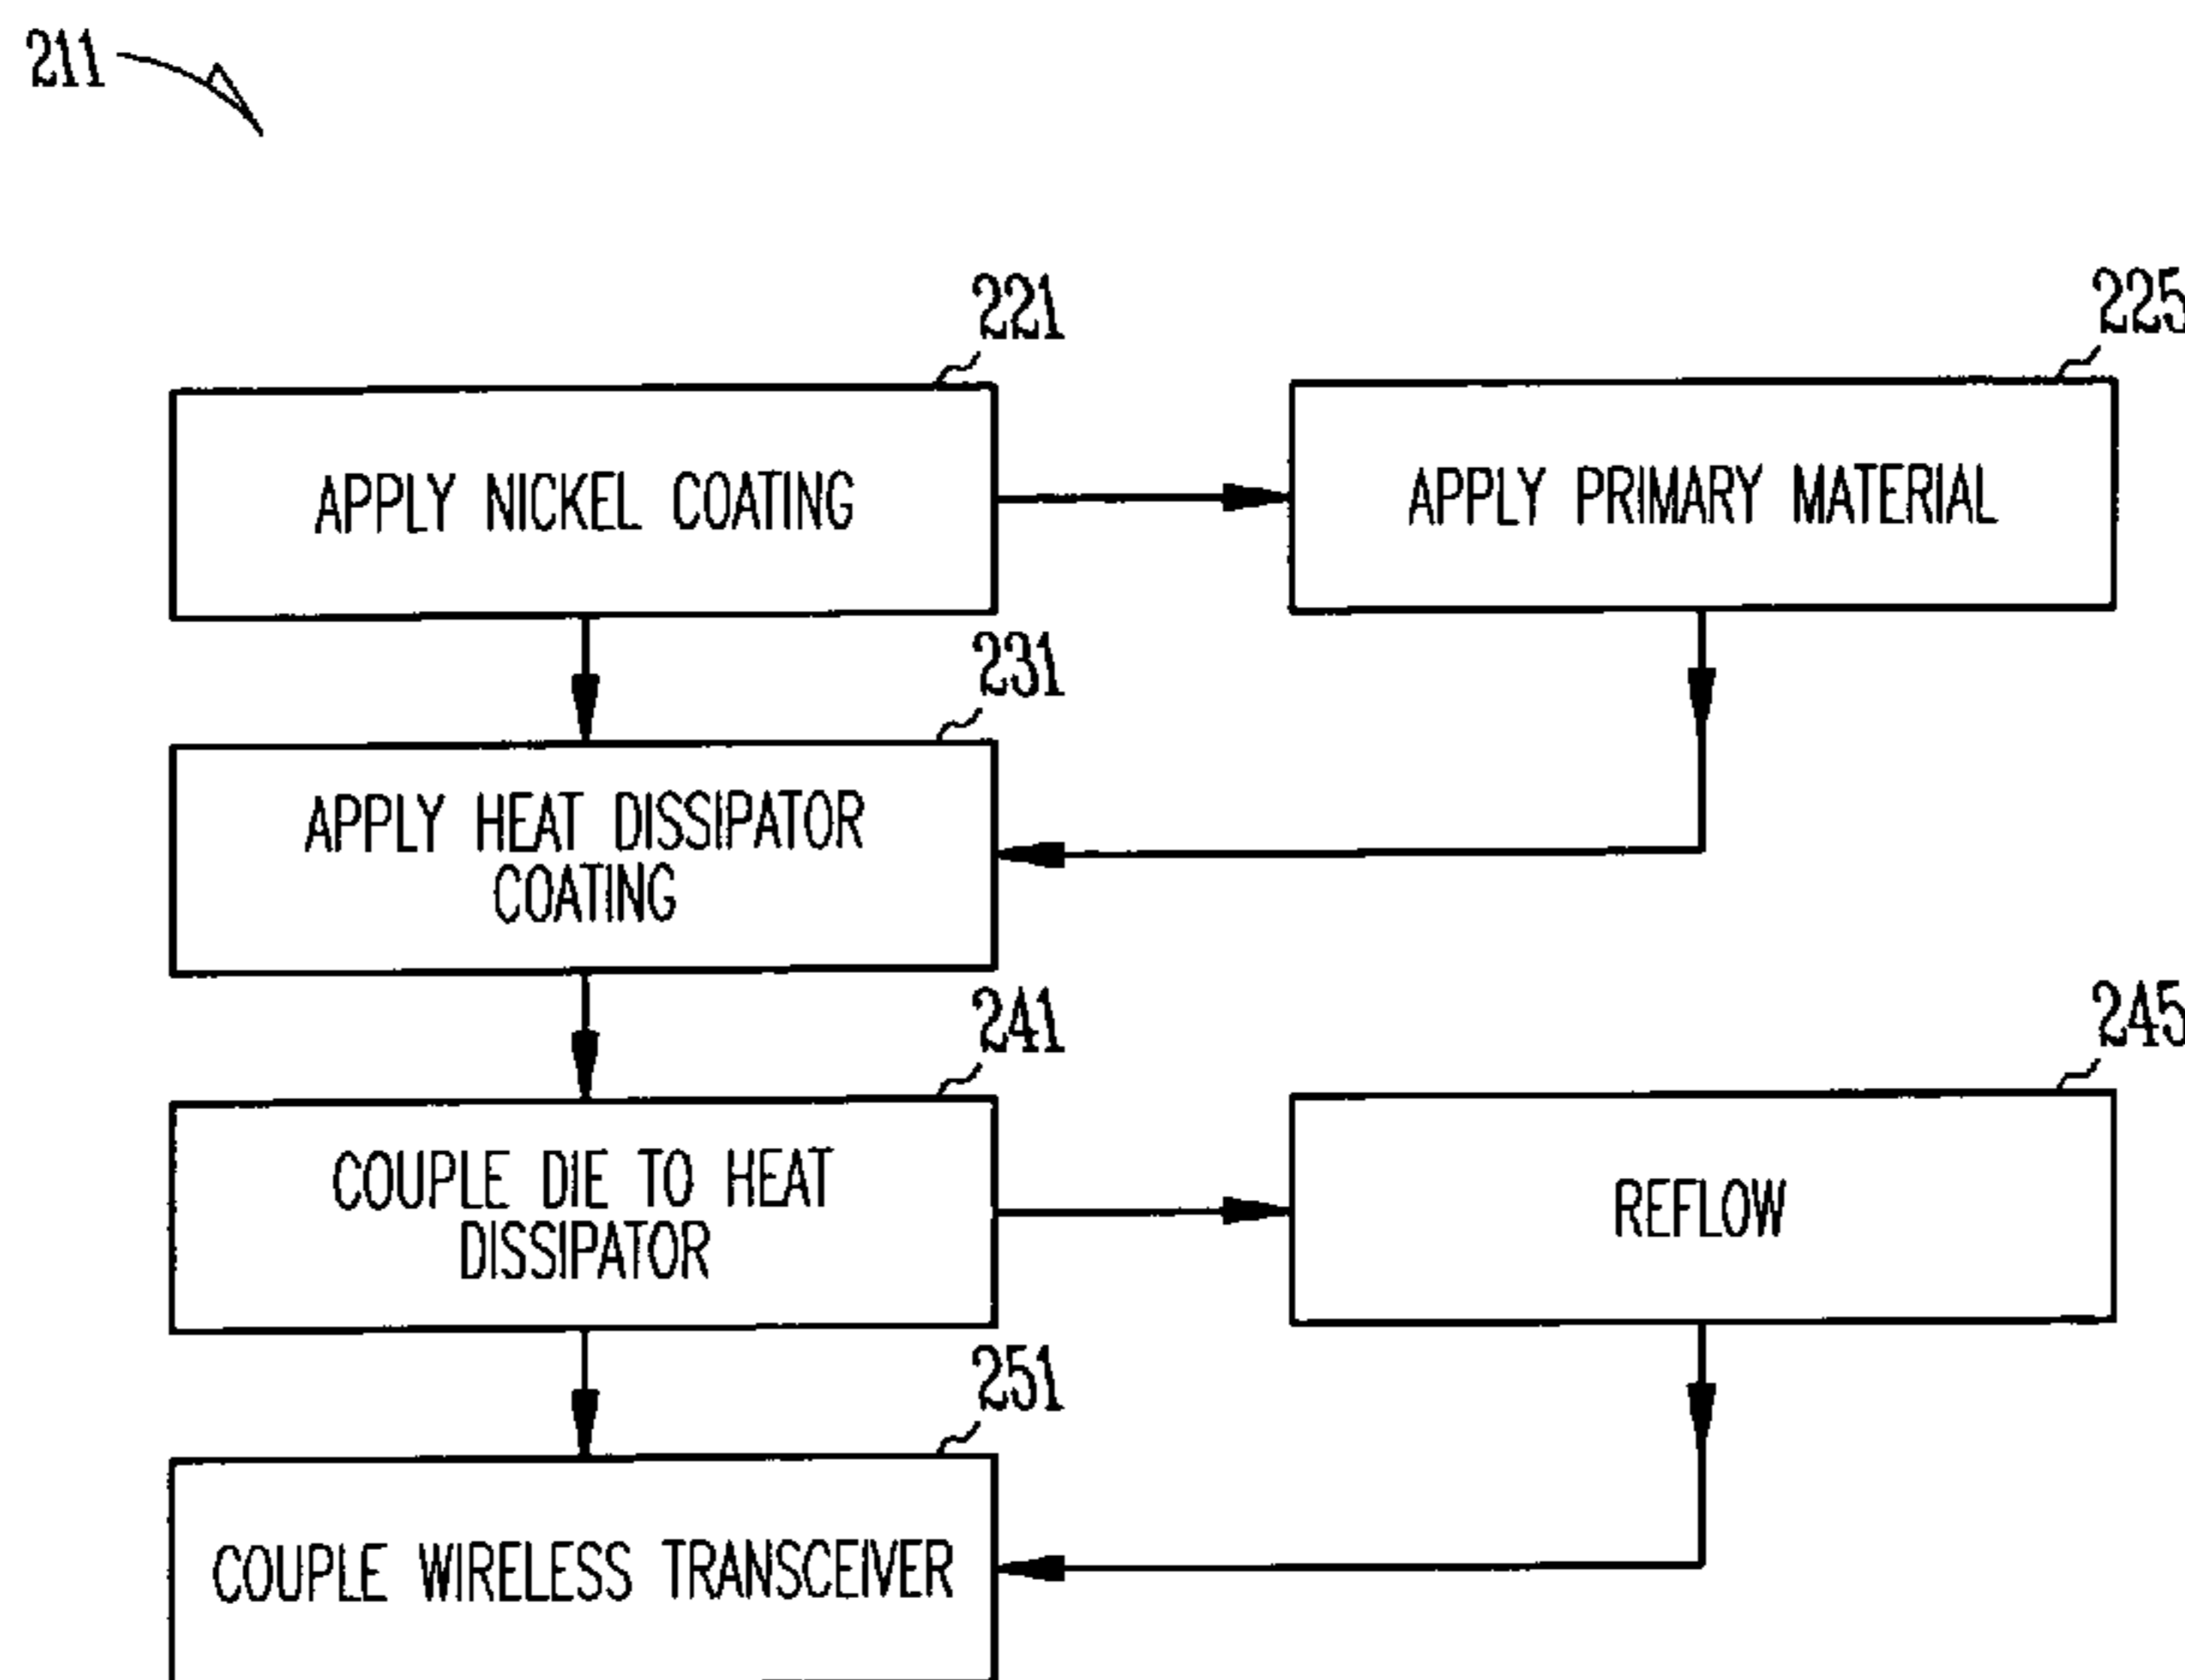 211
221
225
APPLY NICKEL COATING
APPLY PRIMARY MATERIAL
231
APPLY HEAT DISSIPATOR
COATING
241
245
COUPLE DIE TO HEAT
DISSIPATOR
REFLOW
251
COUPLE WIRELESS TRANSCEIVER